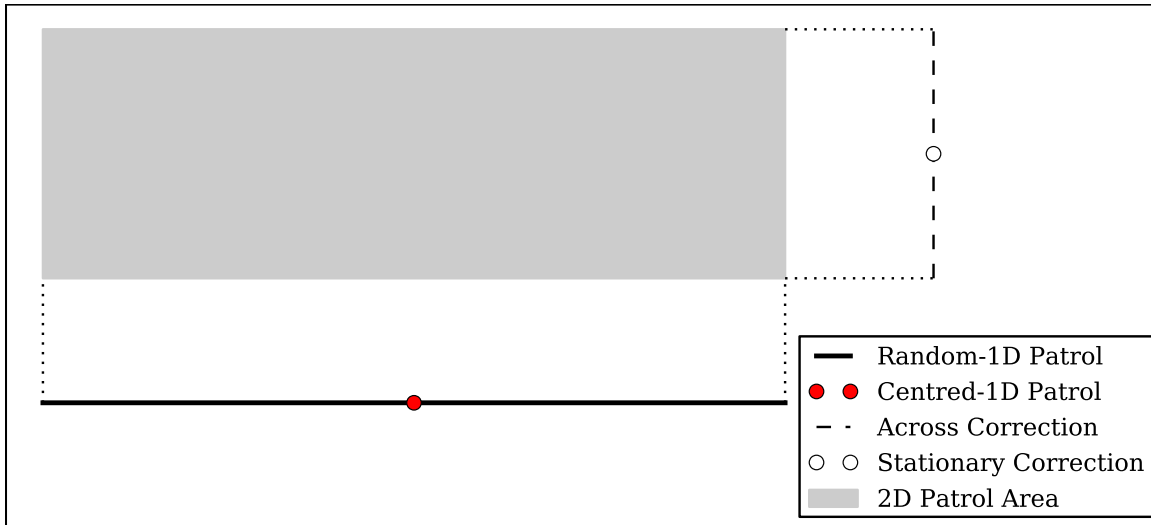 Random-1D Patrol
Centred-1D Patrol
Across Correction
Stationary Correction
2D Patrol Area